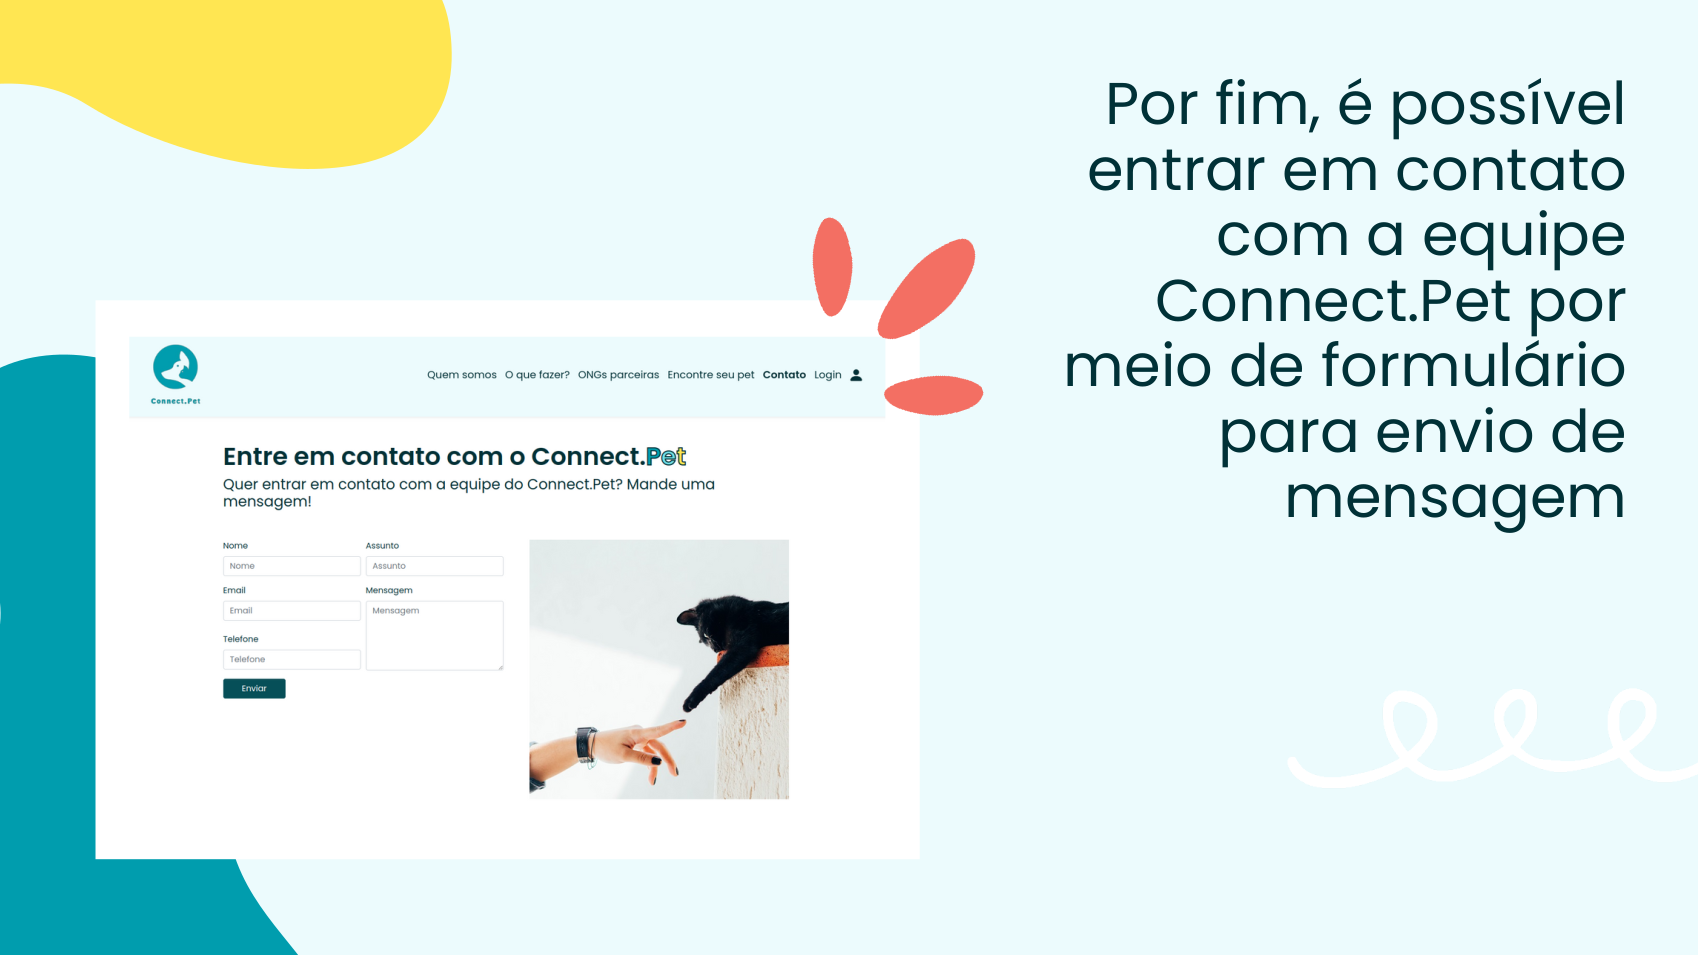 Por fim, é possível
entrar em contato
com a equipe
Connect.Pet por
meio de formulário
para envio de
mensagem
Connect.Pet
Quem somos O que fazer? ONGs parceiras Encontre seu pet Contato Login
Entre em contato com o Connect.Pet
Quer entrar em contato com a equipe do Connect.Pet? Mande uma
mensagem!
Nome
Nome
Assunto
Assunto
Email
Email
Mensagem
Mensagem
Telefone
Telefone
Enviar